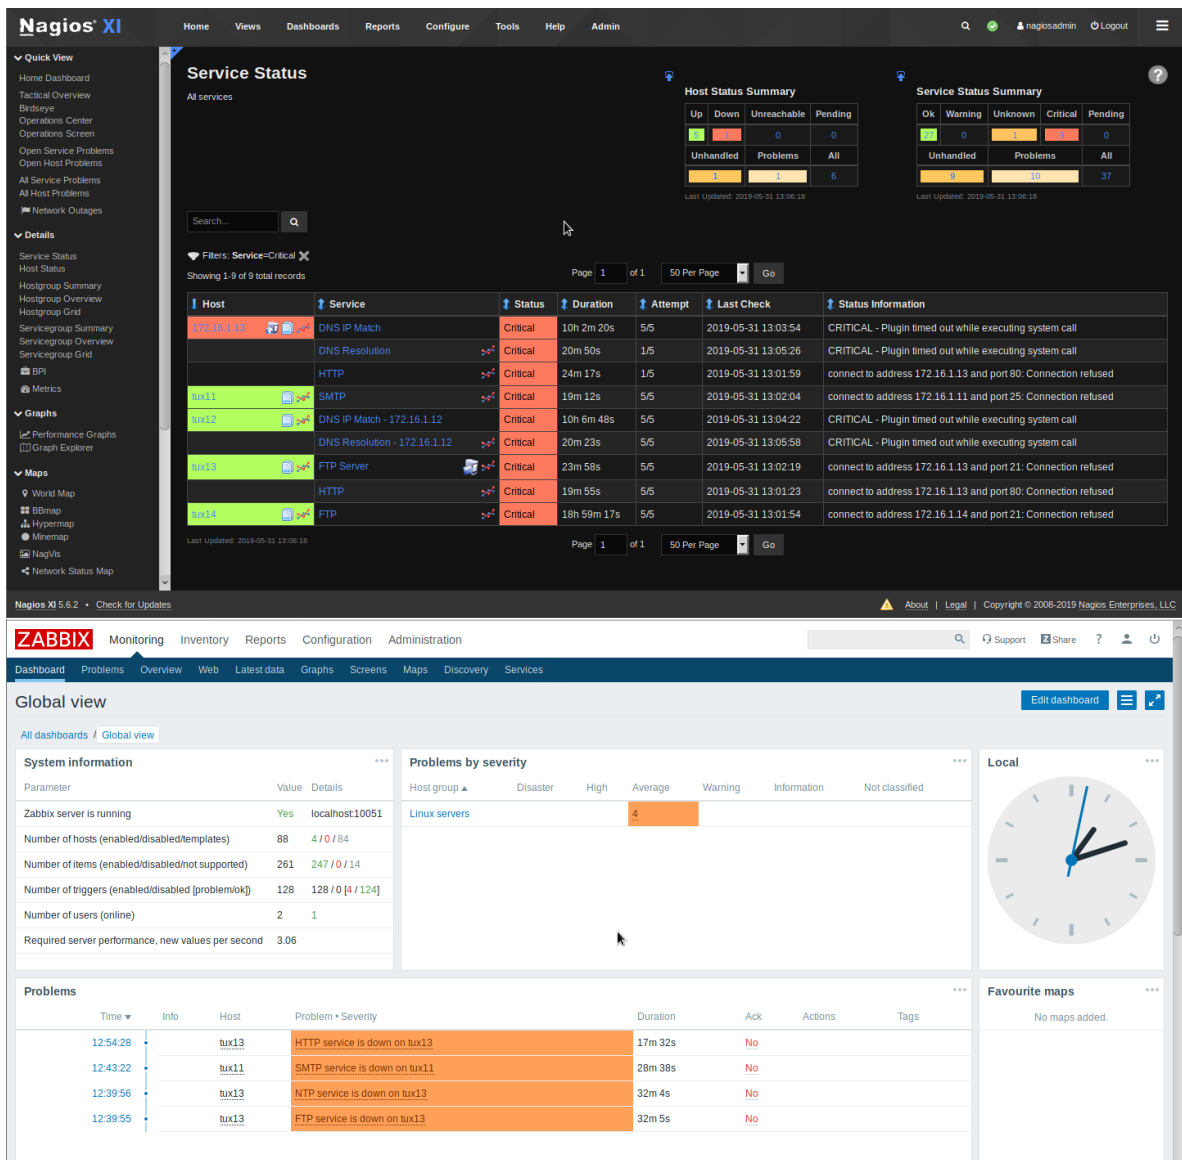 Nagios® XI Home Views Dashboards Reports Configure Tools Help Admin nagiosadmin Logout
Quick View
Home Dashboard
Tactical Overview
Birdseye
Operations Center
Operations Screen
Open Service Problems
Open Host Problems
All Service Problems
All Host Problems
Network Outages
Details
Service Status
Host Status
Hostgroup Summary
Hostgroup Overview
Hostgroup Grid
Servicegroup Summary
Servicegroup Overview
Servicegroup Grid
BPI
Metrics
Graphs
Performance Graphs
Graph Explorer
Maps
World Map
BBmap
Hypermap
Minemap
NagVis
Network Status Map
Service Status
All services
Host Status Summary
Up Down Unreachable Pending
5 1 0 0
Unhandled Problems All
1 1 6
Last Updated: 2019-05-31 13:06:18
Service Status Summary
Ok Warning Unknown Critical Pending
27 0 1 9 0
Unhandled Problems All
9 10 37
Last Updated: 2019-05-31 13:06:18
Search...
Filters: Service=Critical
Showing 1-9 of 9 total records
Page 1 of 1 50 Per Page Go
Host Service Status Duration Attempt Last Check Status Information
172.16.1.13 DNS IP Match Critical 10h 2m 20s 5/5 2019-05-31 13:03:54 CRITICAL - Plugin timed out while executing system call
DNS Resolution Critical 20m 50s 1/5 2019-05-31 13:05:26 CRITICAL - Plugin timed out while executing system call
HTTP Critical 24m 17s 1/5 2019-05-31 13:01:59 connect to address 172.16.1.13 and port 80: Connection refused
tux11 SMTP Critical 19m 12s 5/5 2019-05-31 13:02:04 connect to address 172.16.1.11 and port 25: Connection refused
tux12 DNS IP Match - 172.16.1.12 Critical 10h 6m 48s 5/5 2019-05-31 13:04:22 CRITICAL - Plugin timed out while executing system call
DNS Resolution - 172.16.1.12 Critical 20m 23s 5/5 2019-05-31 13:05:58 CRITICAL - Plugin timed out while executing system call
tux13 FTP Server Critical 23m 58s 5/5 2019-05-31 13:02:19 connect to address 172.16.1.13 and port 21: Connection refused
HTTP Critical 19m 55s 5/5 2019-05-31 13:01:23 connect to address 172.16.1.13 and port 80: Connection refused
tux14 FTP Critical 18h 59m 17s 5/5 2019-05-31 13:01:54 connect to address 172.16.1.14 and port 21: Connection refused
Last Updated: 2019-05-31 13:06:18
Page 1 of 1 50 Per Page Go
Nagios XI 5.6.2 • Check for Updates About | Legal | Copyright © 2008-2019 Nagios Enterprises, LLC
ZABBIX Monitoring Inventory Reports Configuration Administration Support Z Share ?
Dashboard Problems Overview Web Latest data Graphs Screens Maps Discovery Services
Global view Edit dashboard
All dashboards / Global view
System information
Parameter Value Details
Zabbix server is running Yes localhost:10051
Number of hosts (enabled/disabled/templates) 88 4 / 0 / 84
Number of items (enabled/disabled/not supported) 261 247 / 0 / 14
Number of triggers (enabled/disabled [problem/ok]) 128 128 / 0 [4 / 124]
Number of users (online) 2 1
Required server performance, new values per second 3.06
Problems by severity
Host group Disaster High Average Warning Information Not classified
Linux servers 4
Local
Problems
Time Info Host Problem • Severity Duration Ack Actions Tags
12:54:28 tux13 HTTP service is down on tux13 17m 32s No
12:43:22 tux11 SMTP service is down on tux11 28m 38s No
12:39:56 tux13 NTP service is down on tux13 32m 4s No
12:39:55 tux13 FTP service is down on tux13 32m 5s No
Favourite maps
No maps added.